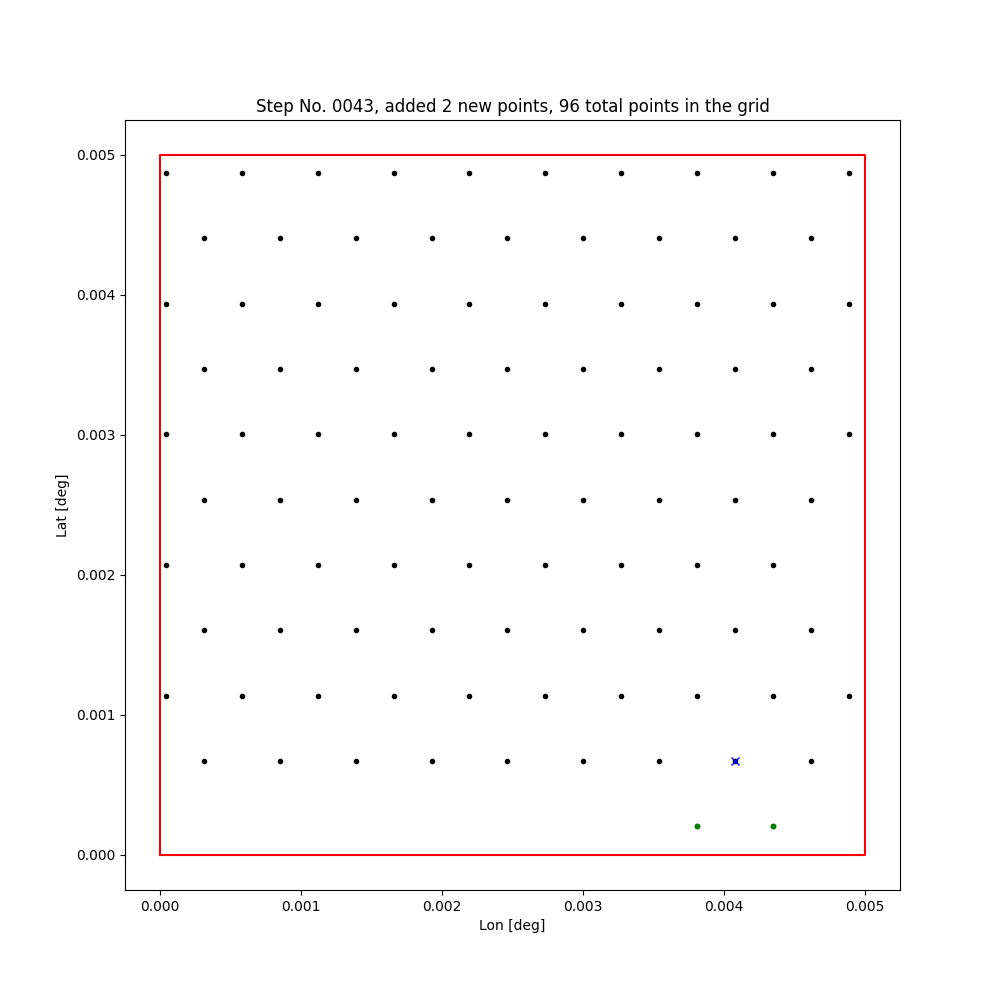 Step No. 0043, added 2 new points, 96 total points in the grid
0.005
0.004
0.003
0.002
0.001
0.000
Lat [deg]
0.000 0.001 0.002 0.003 0.004 0.005
Lon [deg]